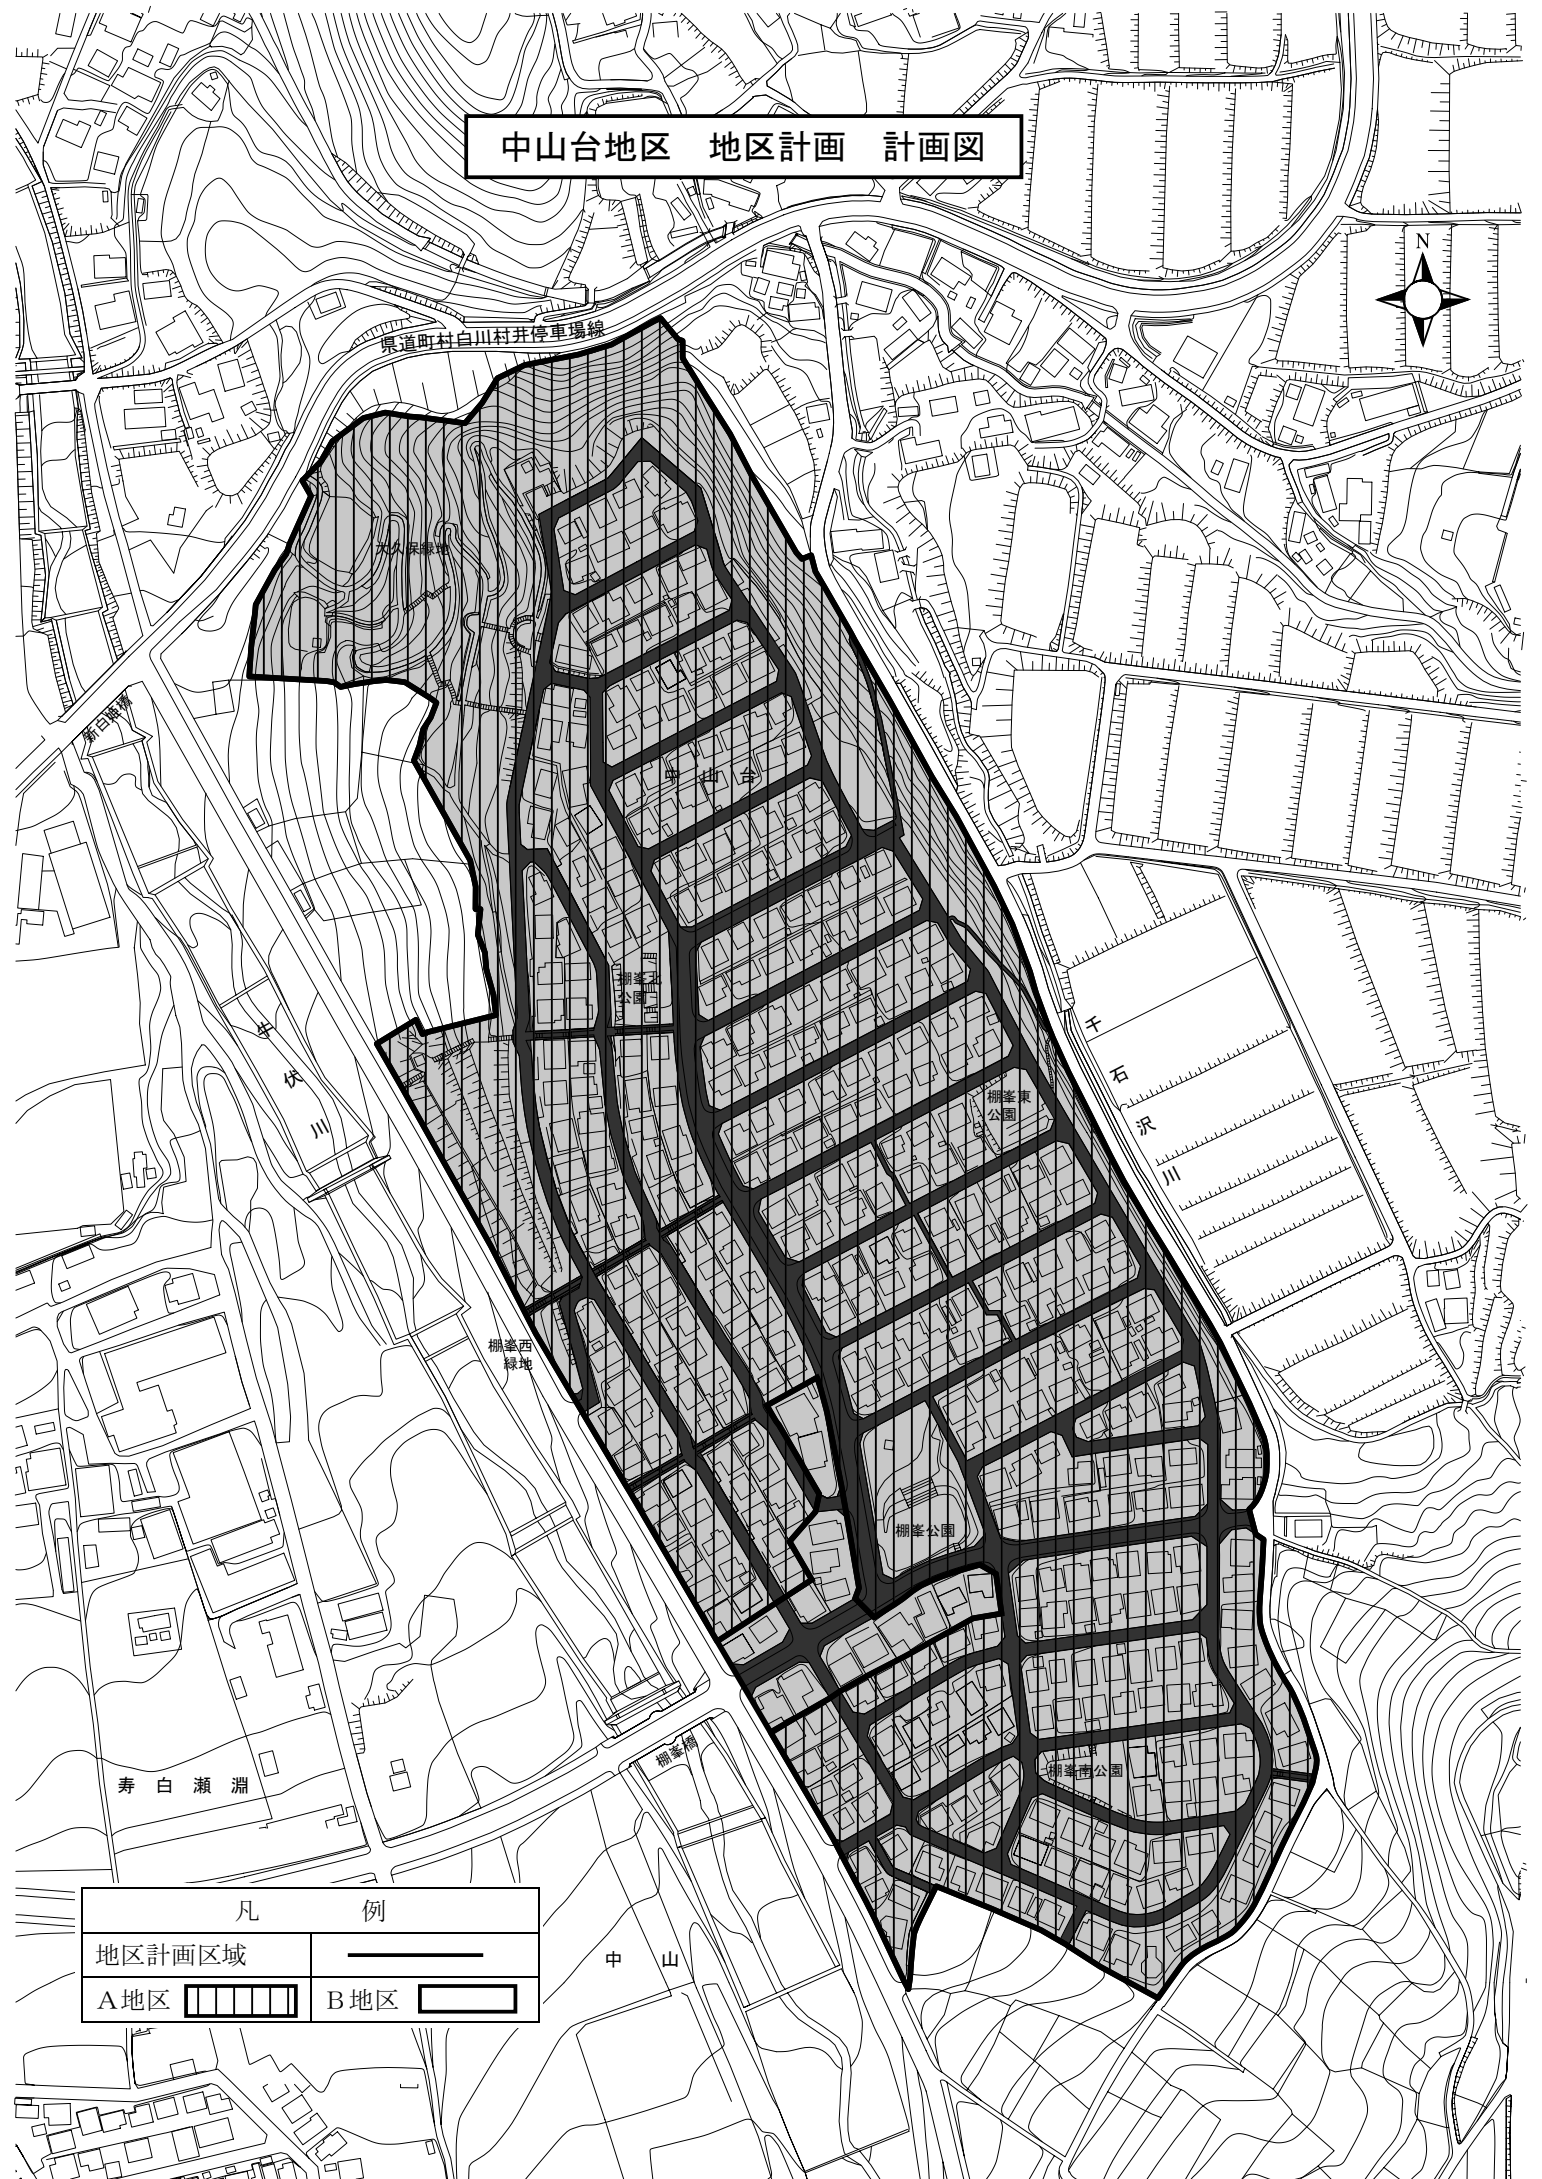 中山台地区　地区計画　計画図
N
県道町村白川村井停車場線
大久保緑地
新白姫橋
中山台
棚峯北
公園
牛伏川
千石沢川
棚峯東
公園
棚峯西
緑地
棚峯公園
棚峯橋
棚峯南公園
寿白瀬淵
凡例
地区計画区域
A地区
B地区
中山